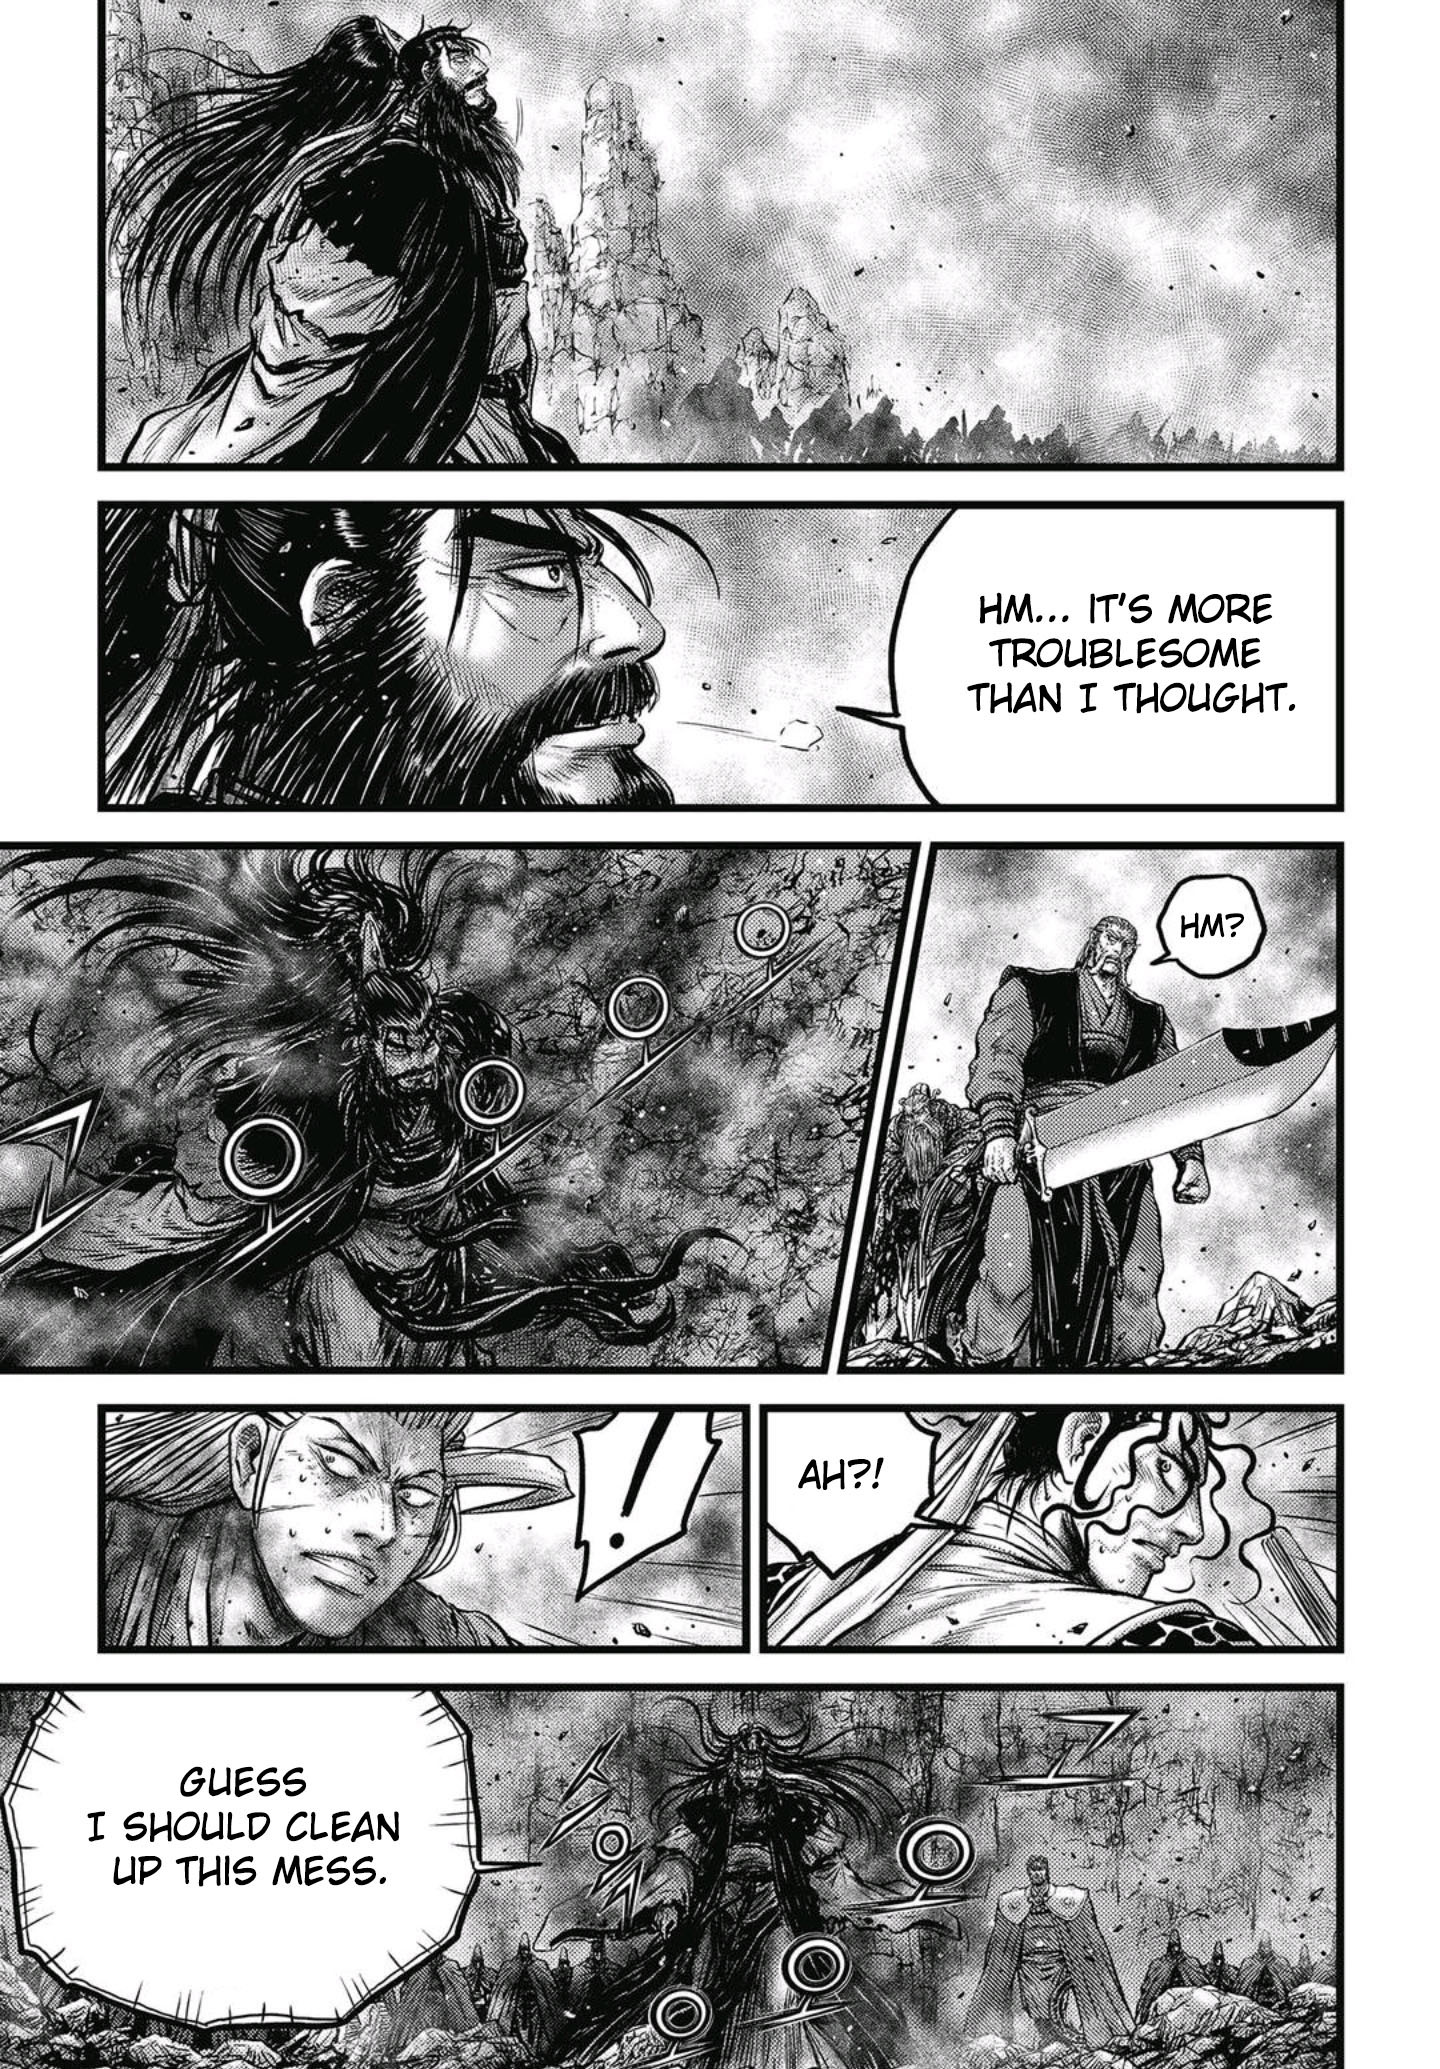 HM... IT'S MORE
TROUBLESOME
THAN I THOUGHT.
HM?
AH?!
!
GUESS
I SHOULD CLEAN
UP THIS MESS.